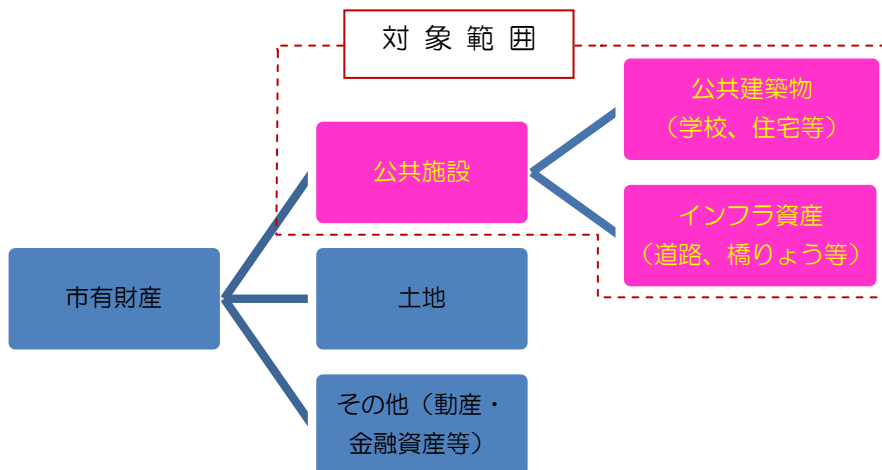 対象範囲
公共建築物
（学校、住宅等）
公共施設
インフラ資産
（道路、橋りょう等）
市有財産
土地
その他（動産・
金融資産等）